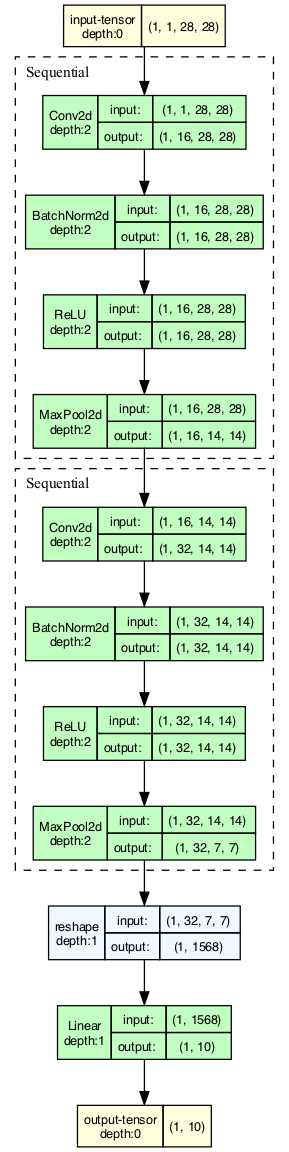 input-tensor
depth:0
(1, 1, 28, 28)
Sequential
Conv2d
depth:2
input:
(1, 1, 28, 28)
output:
(1, 16, 28, 28)
BatchNorm2d
depth:2
input:
(1, 16, 28, 28)
output:
(1, 16, 28, 28)
ReLU
depth:2
input:
(1, 16, 28, 28)
output:
(1, 16, 28, 28)
MaxPool2d
depth:2
input:
(1, 16, 28, 28)
output:
(1, 16, 14, 14)
Sequential
Conv2d
depth:2
input:
(1, 16, 14, 14)
output:
(1, 32, 14, 14)
BatchNorm2d
depth:2
input:
(1, 32, 14, 14)
output:
(1, 32, 14, 14)
ReLU
depth:2
input:
(1, 32, 14, 14)
output:
(1, 32, 14, 14)
MaxPool2d
depth:2
input:
(1, 32, 14, 14)
output:
(1, 32, 7, 7)
reshape
depth:1
input:
(1, 32, 7, 7)
output:
(1, 1568)
Linear
depth:1
input:
(1, 1568)
output:
(1, 10)
output-tensor
depth:0
(1, 10)